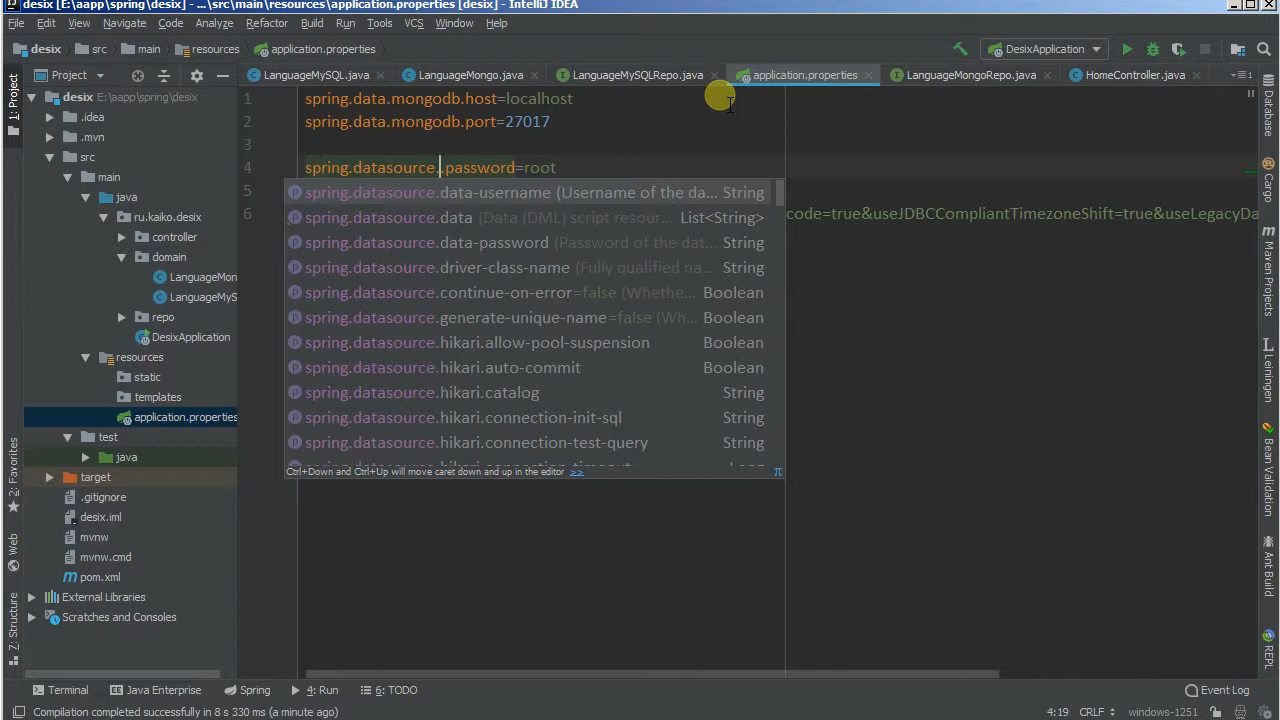 desix [E:\aapp\spring\desix] - ...\src\main\resources\application.properties [desix] - IntelliJ IDEA
File Edit View Navigate Code Analyze Refactor Build Run Tools VCS Window Help
desix src main resources application.properties DesixApplication
Project LanguageMySQL.java LanguageMongo.java LanguageMySQLRepo.java application.properties LanguageMongoRepo.java HomeController.java
1: Project
2: Favorites
Web
7: Structure
desix E:\aapp\spring\desix
.idea
.mvn
src
main
java
ru.kaiko.desix
controller
domain
LanguageMon
LanguageMyS
repo
DesixApplication
resources
static
templates
application.properties
test
java
target
.gitignore
desix.iml
mvnw
mvnw.cmd
pom.xml
External Libraries
Scratches and Consoles
1 spring.data.mongodb.host=localhost
2 spring.data.mongodb.port=27017
3
4 spring.datasource..password=root
5
6 code=true&useJDBCCompliantTimezoneShift=true&useLegacyDa
spring.datasource.data-username (Username of the da... String
spring.datasource.data (Data (DML) script resour... List<String>
spring.datasource.data-password (Password of the dat... String
spring.datasource.driver-class-name (Fully qualified na... String
spring.datasource.continue-on-error=false (Whethe... Boolean
spring.datasource.generate-unique-name=false (Wh... Boolean
spring.datasource.hikari.allow-pool-suspension Boolean
spring.datasource.hikari.auto-commit Boolean
spring.datasource.hikari.catalog String
spring.datasource.hikari.connection-init-sql String
spring.datasource.hikari.connection-test-query String
Ctrl+Down and Ctrl+Up will move caret down and up in the editor >> π
Database
Maven Projects
Leiningen
Bean Validation
Ant Build
REPL
Terminal Java Enterprise Spring 4: Run 6: TODO Event Log
Compilation completed successfully in 8 s 330 ms (a minute ago) 4:19 CRLF windows-1251